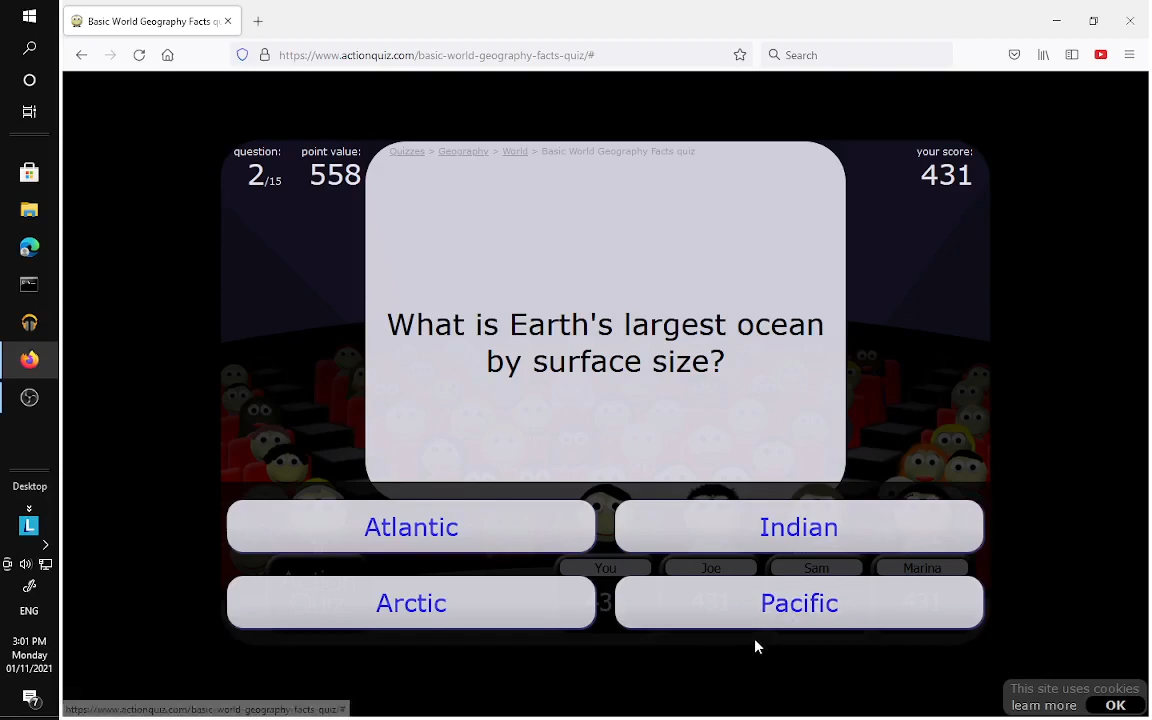 Basic World Geography Facts qu
https://www.actionquiz.com/basic-world-geography-facts-quiz/#
Search
question:
2/15
point value:
558
Quizzes > Geography > World > Basic World Geography Facts quiz
your score:
431
What is Earth's largest ocean
by surface size?
Atlantic
Indian
You
Joe
Sam
Marina
Arctic
Pacific
Desktop
L
ENG
3:01 PM
Monday
01/11/2021
7
This site uses cookies
learn more
OK
https://www.actionquiz.com/basic-world-geography-facts-quiz/#